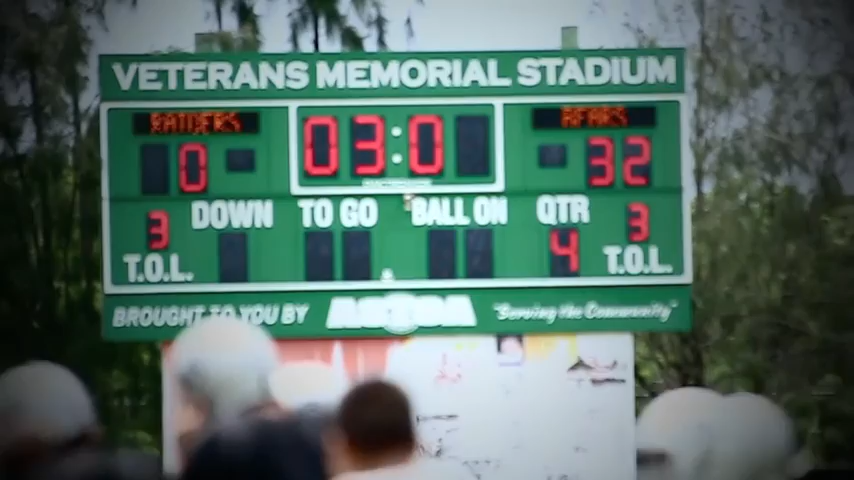 VETERANS MEMORIAL STADIUM
RAIDERS 03:0 BEARS
0 32
DOWN TO GO BALL ON QTR
3 4 3
T.O.L. T.O.L.
BROUGHT TO YOU BY "Serving the Community"